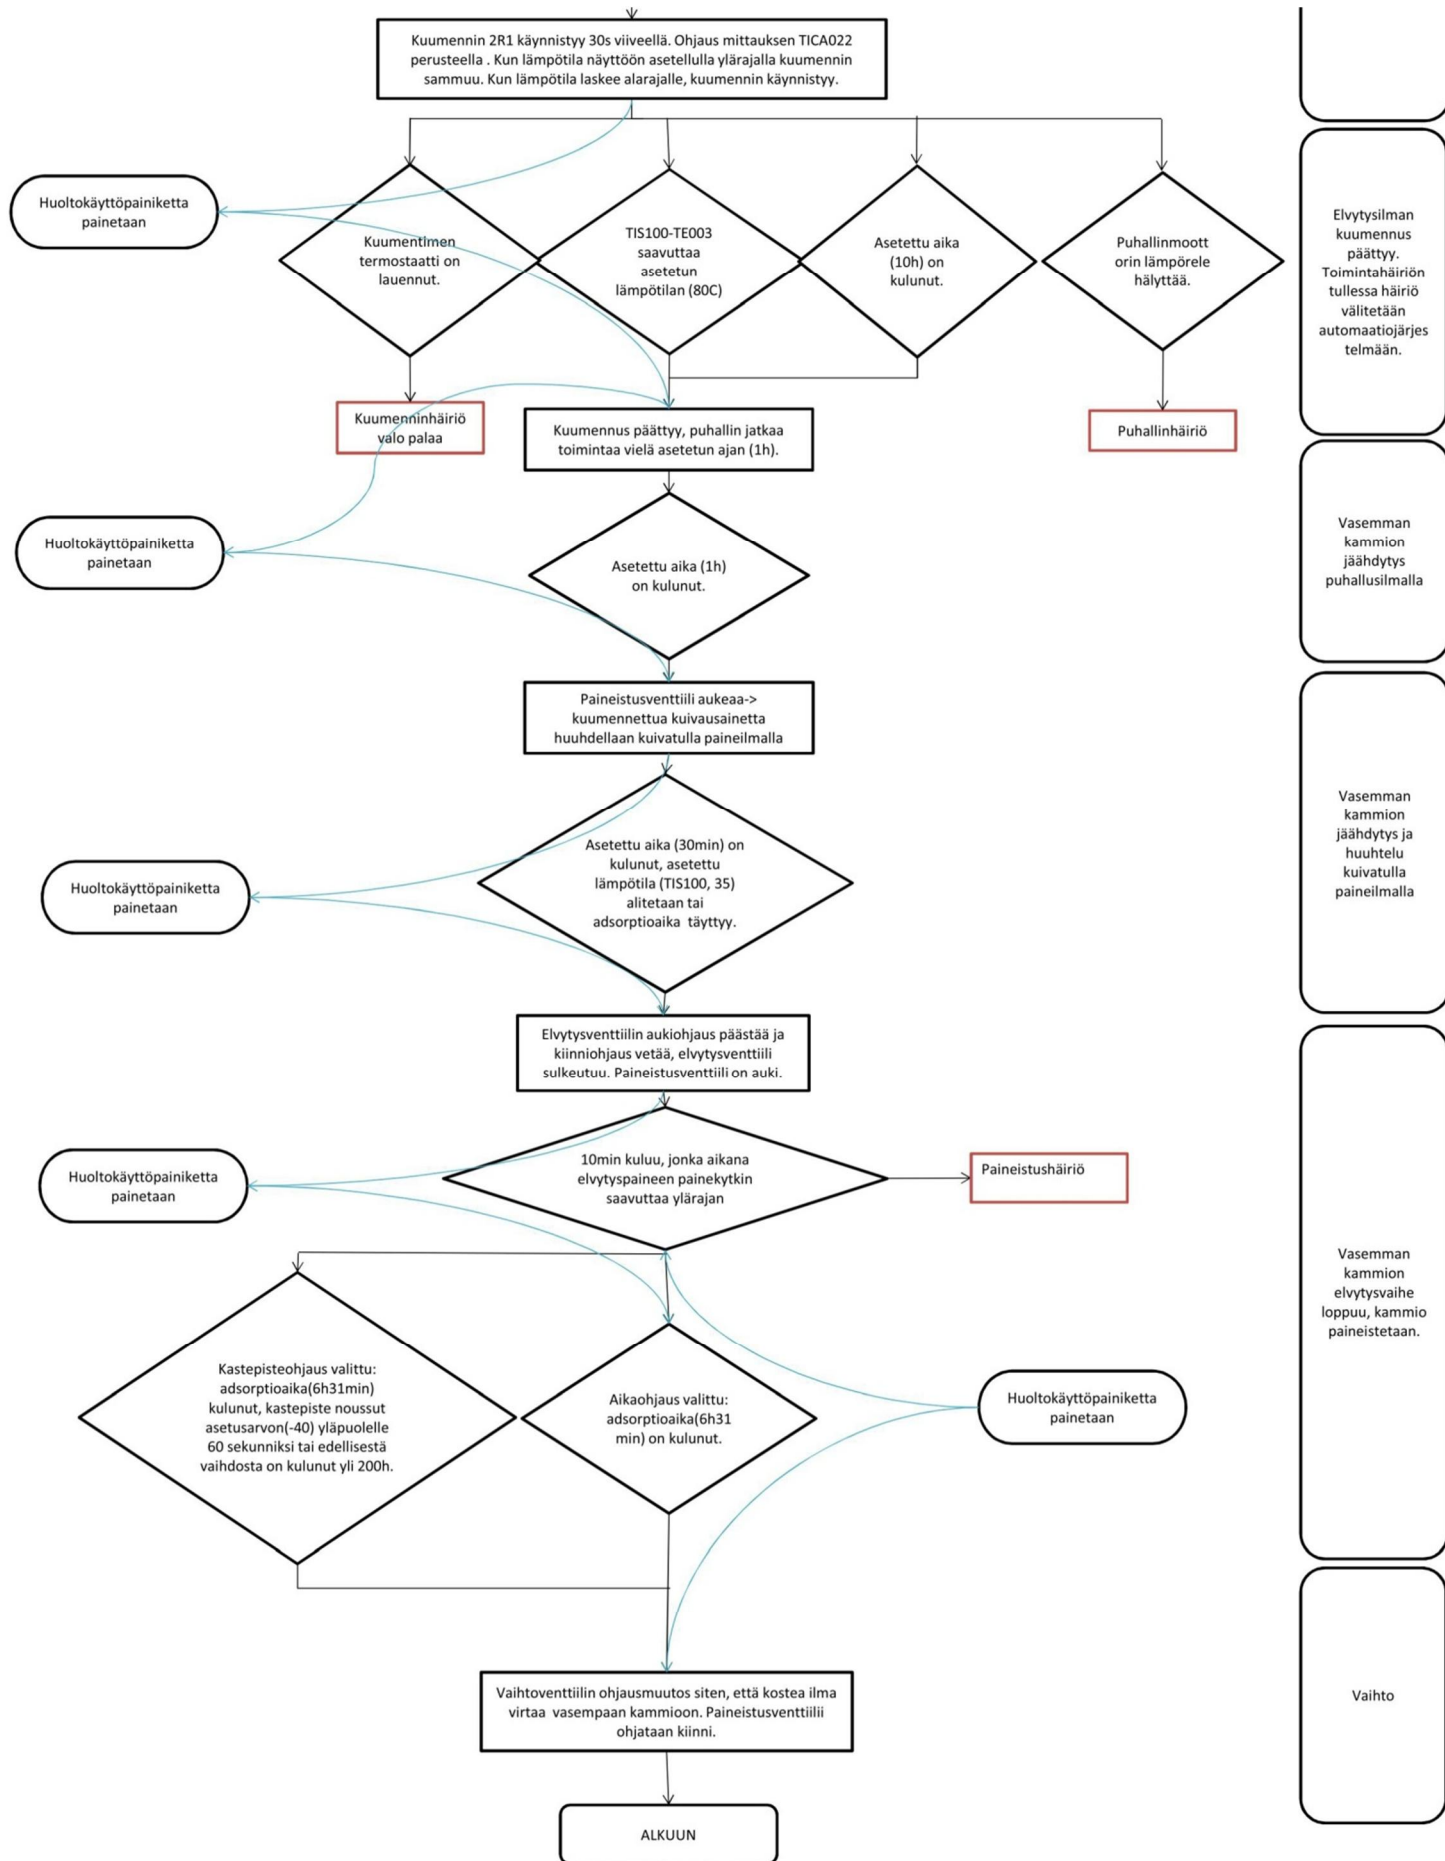 Kuumennin 2R1 käynnistyy 30s viiveellä. Ohjaus mittauksen TICA022
perusteella . Kun lämpötila näyttöön asetellulla ylärajalla kuumennin
sammuu. Kun lämpötila laskee alarajalle, kuumennin käynnistyy.
Huoltokäyttöpainiketta
painetaan
Kuumentimen
termostaatti on
lauennut.
TIS100-TE003
saavuttaa
asetetun
lämpötilan (80C)
Asetettu aika
(10h) on
kulunut.
Puhallinmoott
orin lämpörele
hälyttää.
Elvytysilman
kuumennus
päättyy.
Toimintahäiriön
tullessa häiriö
välitetään
automaatiojärjes
telmään.
Kuumenninhäiriö
valo palaa
Kuumennus päättyy, puhallin jatkaa
toimintaa vielä asetetun ajan (1h).
Puhallinhäiriö
Huoltokäyttöpainiketta
painetaan
Asetettu aika (1h)
on kulunut.
Vasemman
kammion
jäähdytys
puhallusilmalla
Paineistusventtiili aukeaa->
kuumennettua kuivausainetta
huuhdellaan kuivatulla paineilmalla
Huoltokäyttöpainiketta
painetaan
Asetettu aika (30min) on
kulunut, asetettu
lämpötila (TIS100, 35)
alitetaan tai
adsorptioaika täyttyy.
Vasemman
kammion
jäähdytys ja
huuhtelu
kuivatulla
paineilmalla
Elvytysventtiilin aukiohjaus päästää ja
kiinniohjaus vetää, elvytysventtiili
sulkeutuu. Paineistusventtiili on auki.
Huoltokäyttöpainiketta
painetaan
10min kuluu, jonka aikana
elvytyspaineen painekytkin
saavuttaa ylärajan
Paineistushäiriö
Vasemman
kammion
elvytysvaihe
loppuu, kammio
paineistetaan.
Kastepisteohjaus valittu:
adsorptioaika(6h31min)
kulunut, kastepiste noussut
asetusarvon(-40) yläpuolelle
60 sekunniksi tai edellisestä
vaihdosta on kulunut yli 200h.
Aikaohjaus valittu:
adsorptioaika(6h31
min) on kulunut.
Huoltokäyttöpainiketta
painetaan
Vaihtoventtiilin ohjausmuutos siten, että kostea ilma
virtaa vasempaan kammioon. Paineistusventtiilii
ohjataan kiinni.
Vaihto
ALKUUN